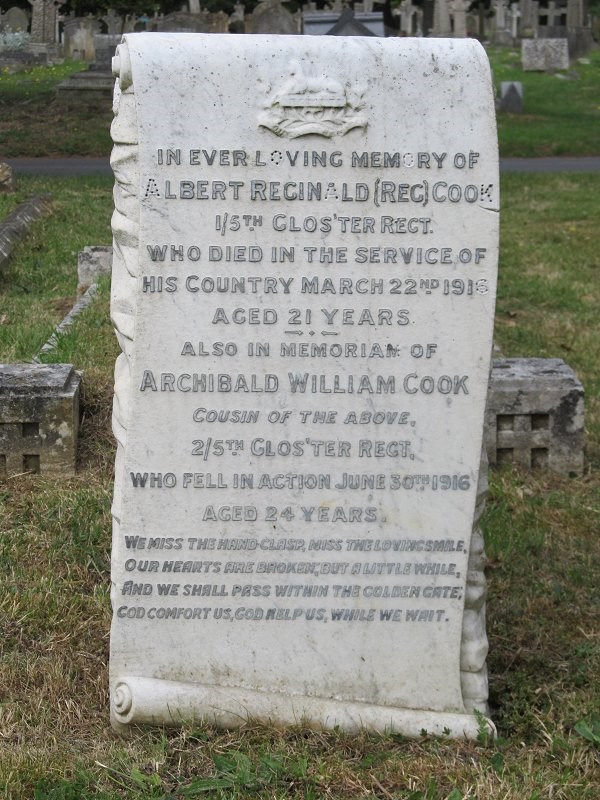 IN EVER LOVING MEMORY OF
ALBERT REGINALD (REG) COOK
1/5TH GLOS'TER REGT.
WHO DIED IN THE SERVICE OF
HIS COUNTRY MARCH 22ND 1916
AGED 21 YEARS
ALSO IN MEMORIAM OF
ARCHIBALD WILLIAM COOK
COUSIN OF THE ABOVE,
2/5TH GLOS'TER REGT,
WHO FELL IN ACTION JUNE 30TH 1916
AGED 24 YEARS
WE MISS THE HAND-CLASP, MISS THE LOVING SMILE,
OUR HEARTS ARE BROKEN, BUT A LITTLE WHILE,
AND WE SHALL PASS WITHIN THE GOLDEN GATE;
GOD COMFORT US, GOD HELP US, WHILE WE WAIT.